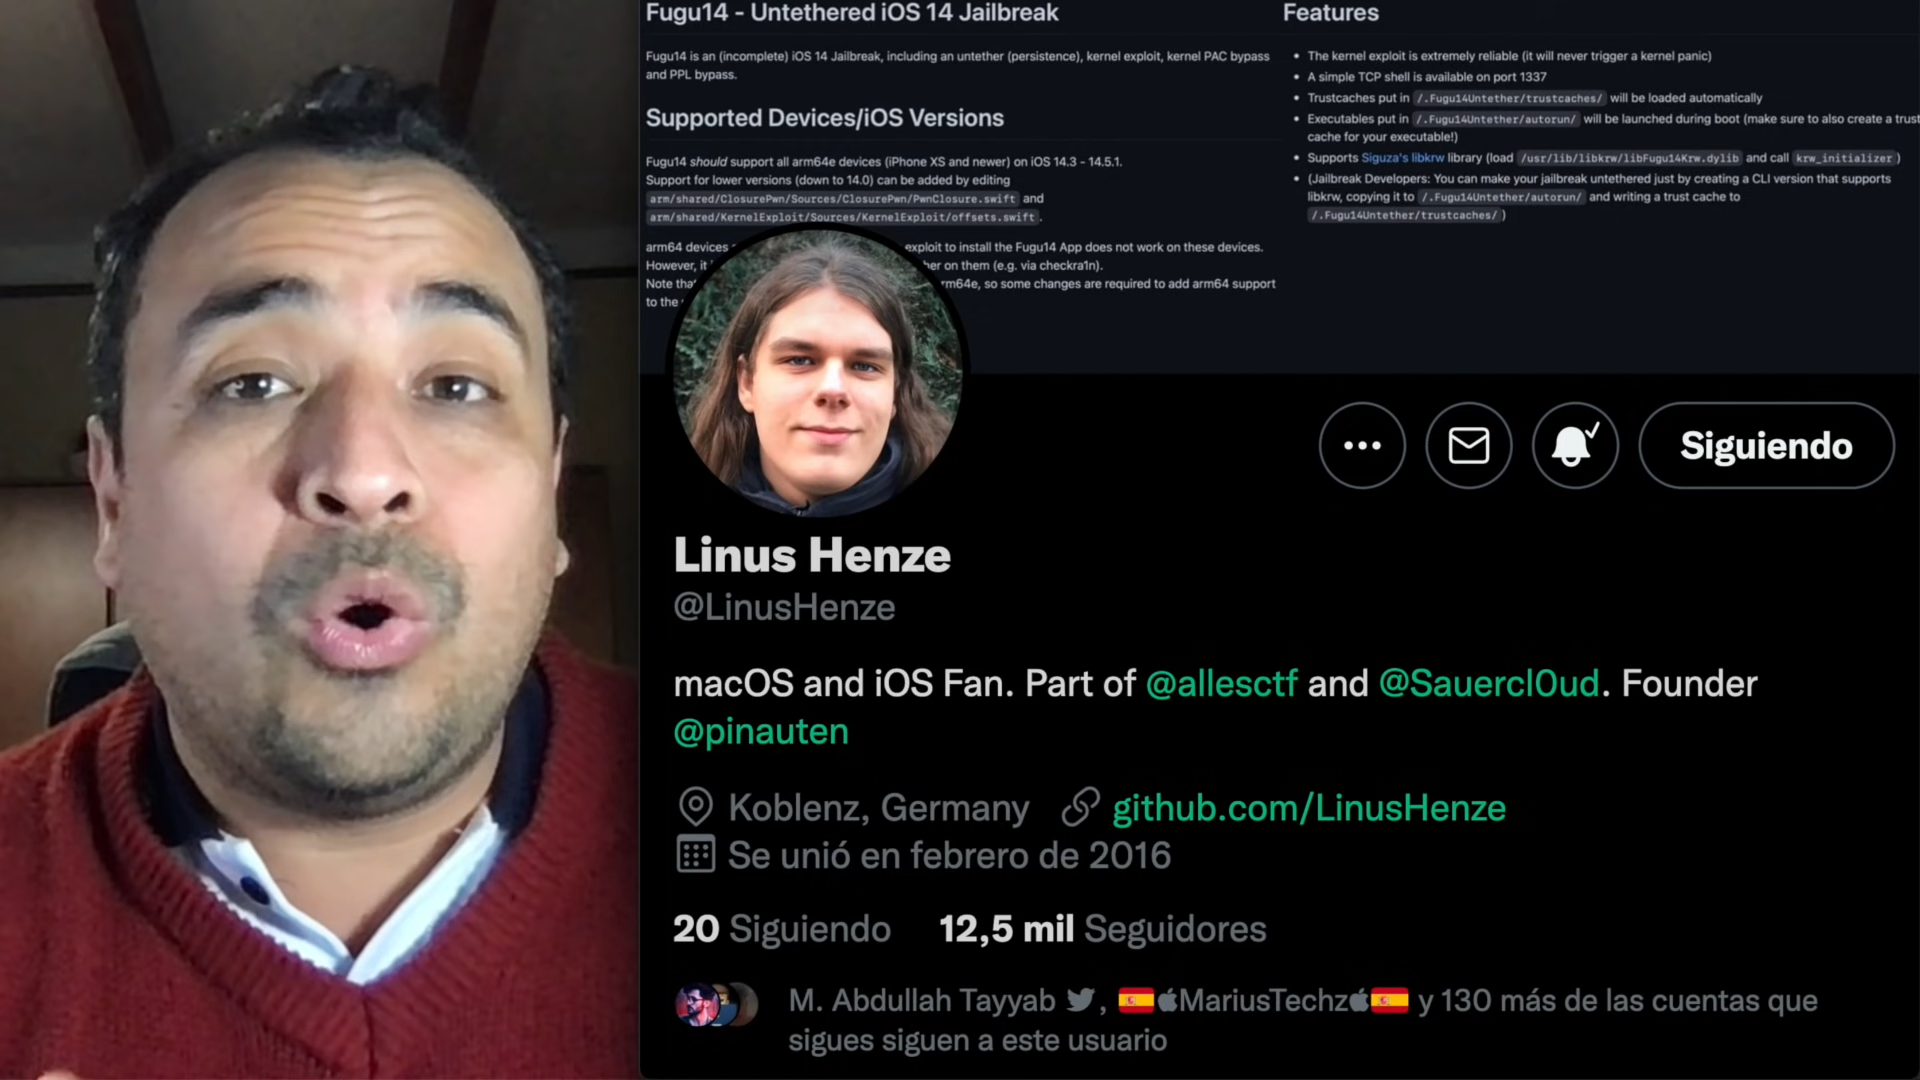 Fugu14 - Untethered iOS 14 Jailbreak
Fugu14 is an (incomplete) iOS 14 Jailbreak, including an untether (persistence), kernel exploit, kernel PAC bypass
and PPL bypass.
Supported Devices/iOS Versions
Fugu14 should support all arm64e devices (iPhone XS and newer) on iOS 14.3 - 14.5.1.
Support for lower versions (down to 14.0) can be added by editing
arm/shared/ClosurePwn/Sources/ClosurePwn/PwnClosure.swift and
arm/shared/KernelExploit/Sources/KernelExploit/offsets.swift.
arm64 devices exploit to install the Fugu14 App does not work on these devices.
However, it on them (e.g. via checkra1n).
Note that so some changes are required to add arm64 support
to the
Features
• The kernel exploit is extremely reliable (it will never trigger a kernel panic)
• A simple TCP shell is available on port 1337
• Trustcaches put in /.Fugu14Untether/trustcaches/ will be loaded automatically
• Executables put in /.Fugu14Untether/autorun/ will be launched during boot (make sure to also create a trust
cache for your executable!)
• Supports Siguza's libkrw library (load /usr/lib/libkrw/libFugu14Krw.dylib and call krw_initializer)
• (Jailbreak Developers: You can make your jailbreak untethered just by creating a CLI version that supports
libkrw, copying it to /.Fugu14Untether/autorun/ and writing a trust cache to
/.Fugu14Untether/trustcaches/)
Siguiendo
Linus Henze
@LinusHenze
macOS and iOS Fan. Part of @allesctf and @Sauercl0ud. Founder
@pinauten
Koblenz, Germany github.com/LinusHenze
Se unió en febrero de 2016
20 Siguiendo 12,5 mil Seguidores
M. Abdullah Tayyab, MariusTechz y 130 más de las cuentas que
sigues siguen a este usuario